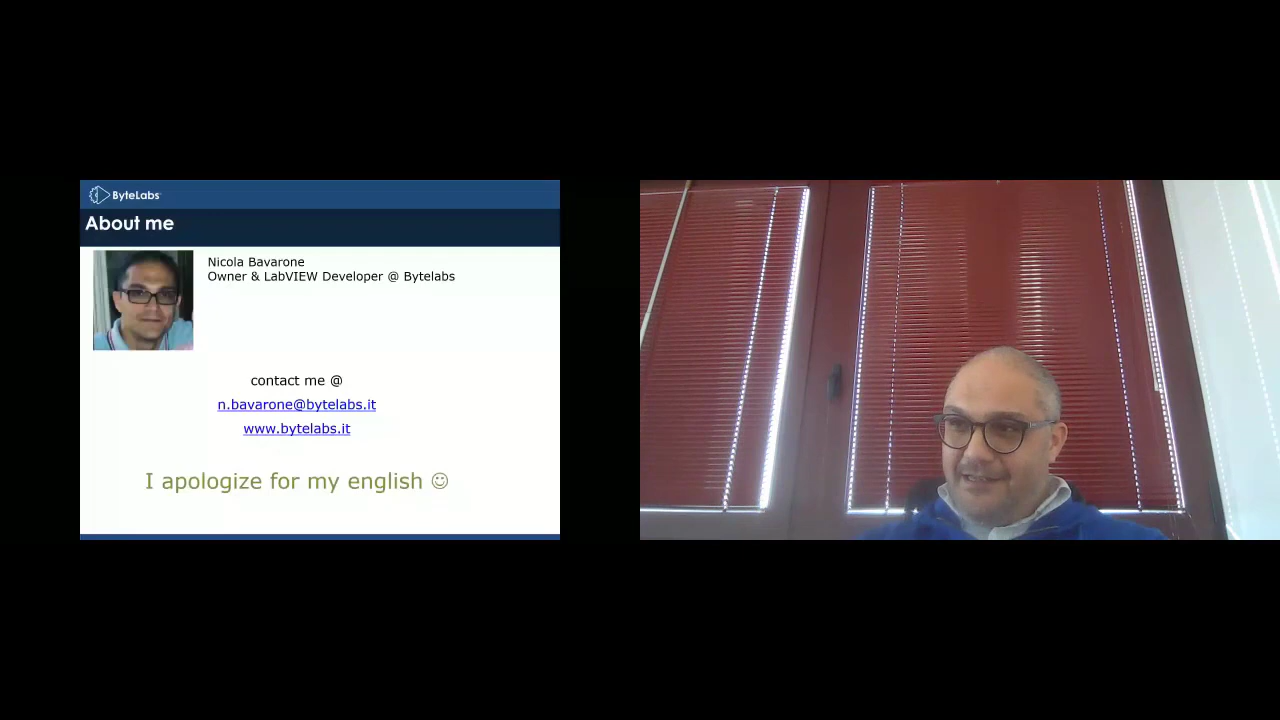 ByteLabs
About me
Nicola Bavarone
Owner & LabVIEW Developer @ Bytelabs
contact me @
n.bavarone@bytelabs.it
www.bytelabs.it
I apologize for my english ☺